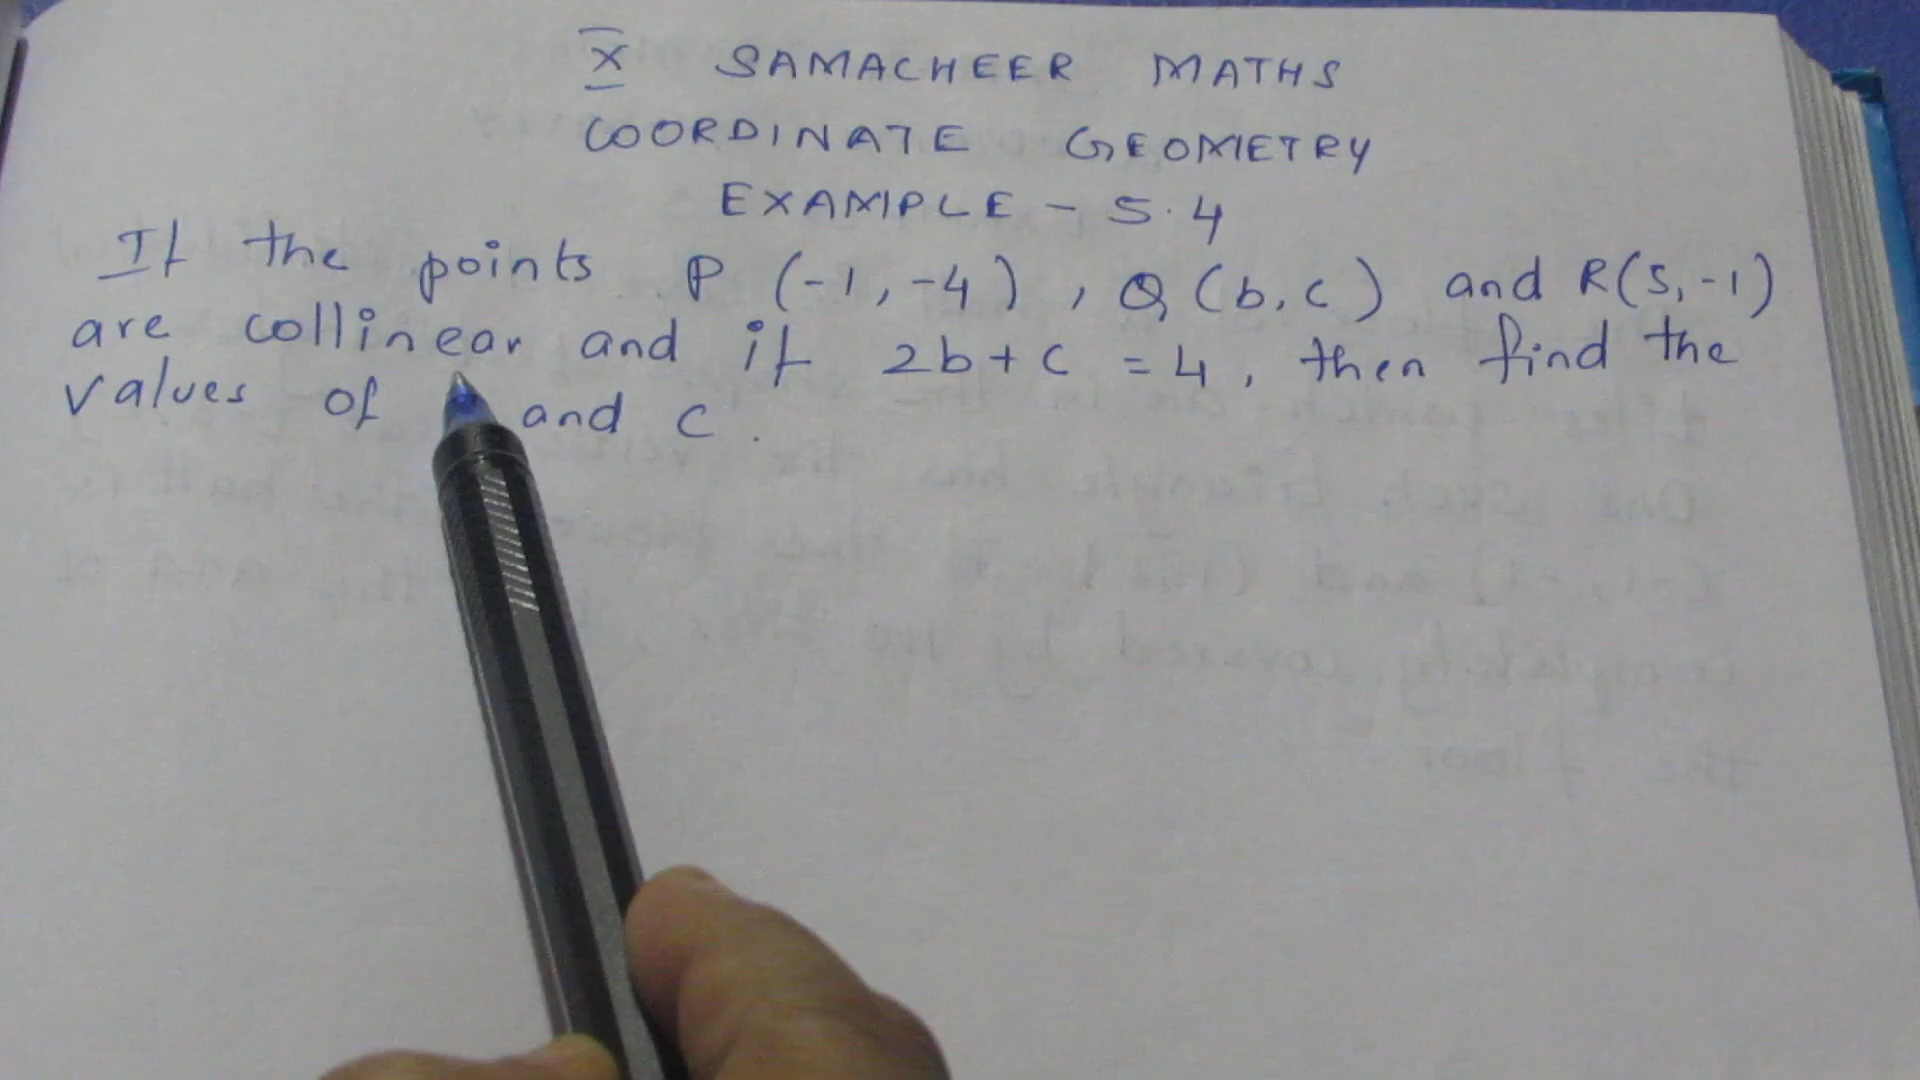 X SAMACHEER MATHS
COORDINATE GEOMETRY
EXAMPLE - 5.4
If the points P (-1, -4), Q (b, c) and R(5, -1)
are collinear and if 2b + c = 4, then find the
values of and c.